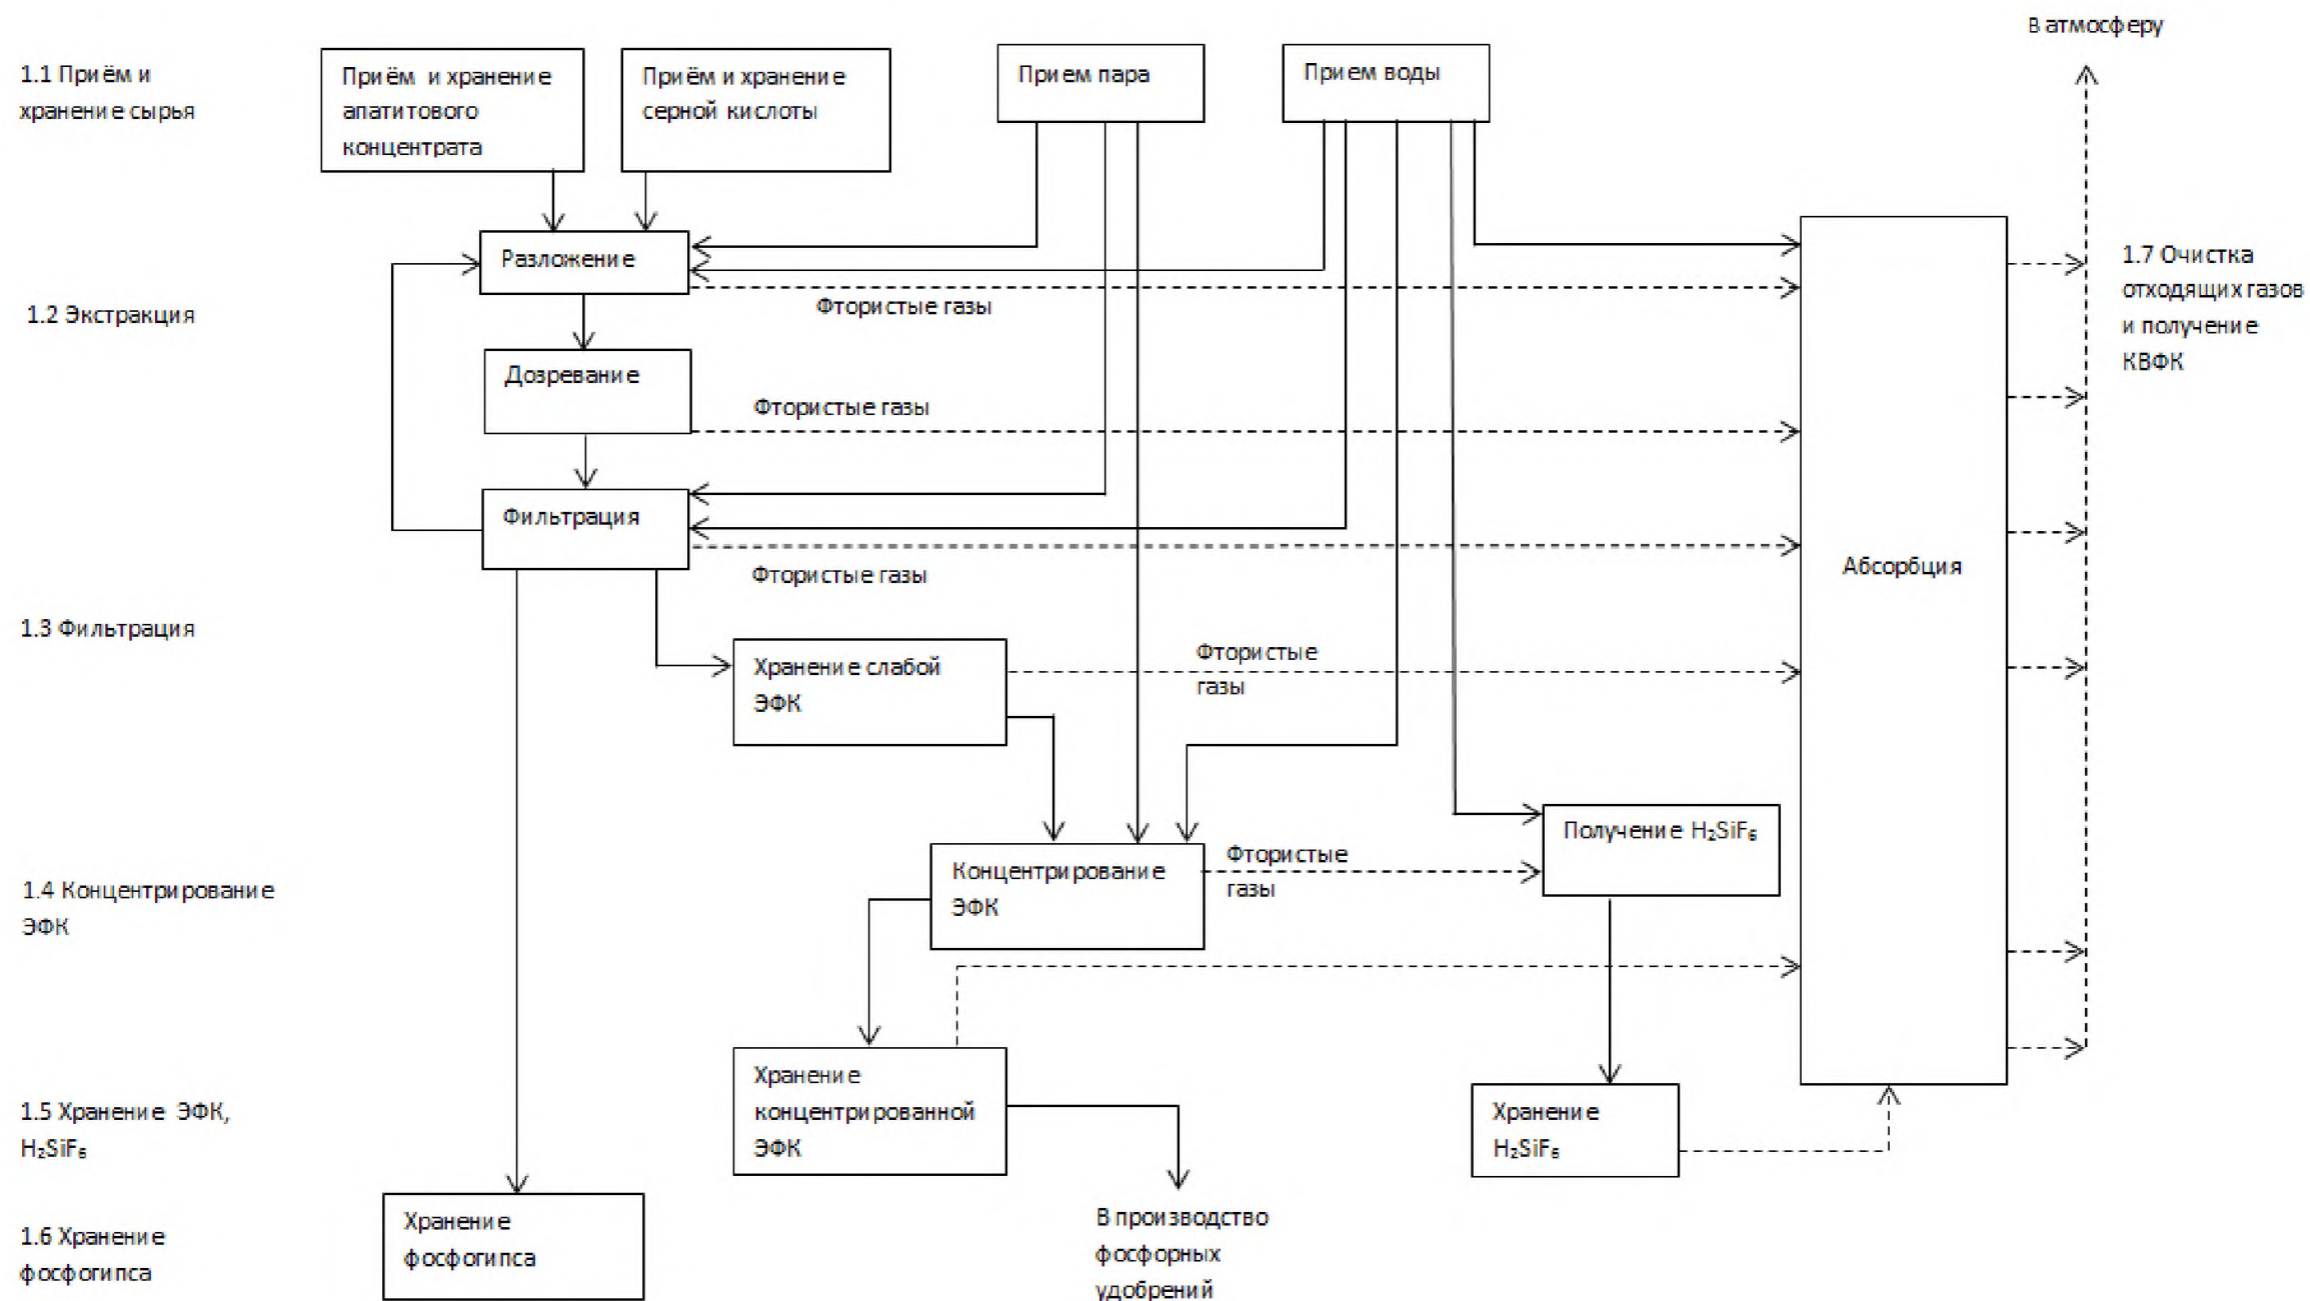 В атмосферу
1.1 Приём и
хранение сырья
Приём и хранение
апатитового
концентрата
Приём и хранение
серной кислоты
Прием пара
Прием воды
Разложение
1.7 Очистка
отходящих газов
и получение
КВФК
1.2 Экстракция
Фтористые газы
Дозревание
Фтористые газы
Фильтрация
Фтористые газы
Абсорбция
1.3 Фильтрация
Хранение слабой
ЭФК
Фтористые
газы
Получение H₂SiF₆
1.4 Концентрирование
ЭФК
Концентрирование
ЭФК
Фтористые
газы
1.5 Хранение ЭФК,
H₂SiF₆
Хранение
концентрированной
ЭФК
Хранение
H₂SiF₆
1.6 Хранение
фосфогипса
Хранение
фосфогипса
В производство
фосфорных
удобрений